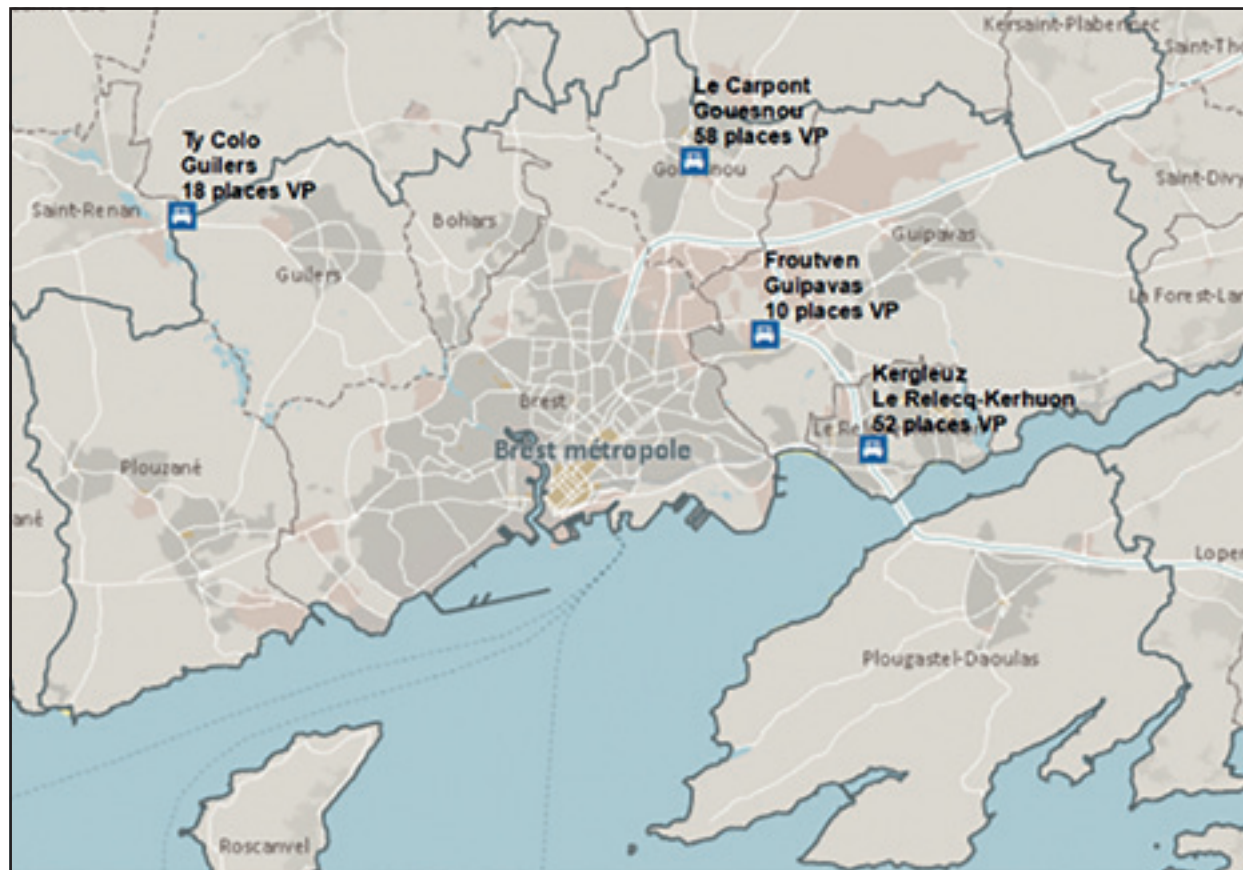 Kersaint-Plabennec
Saint-Tho
Le Carpont
Gouesnou
58 places VP
Ty Colo
Guilers
18 places VP
Saint-Renan
Bohars
Guilers
Saint-Divy
Guipavas
Froutven
Guipavas
10 places VP
La Forest-Lan
Kergleuz
Le Relecq-Kerhuon
52 places VP
Brest
Brest métropole
Plouzané
ané
Loper
Plougastel-Daoulas
Roscanvel